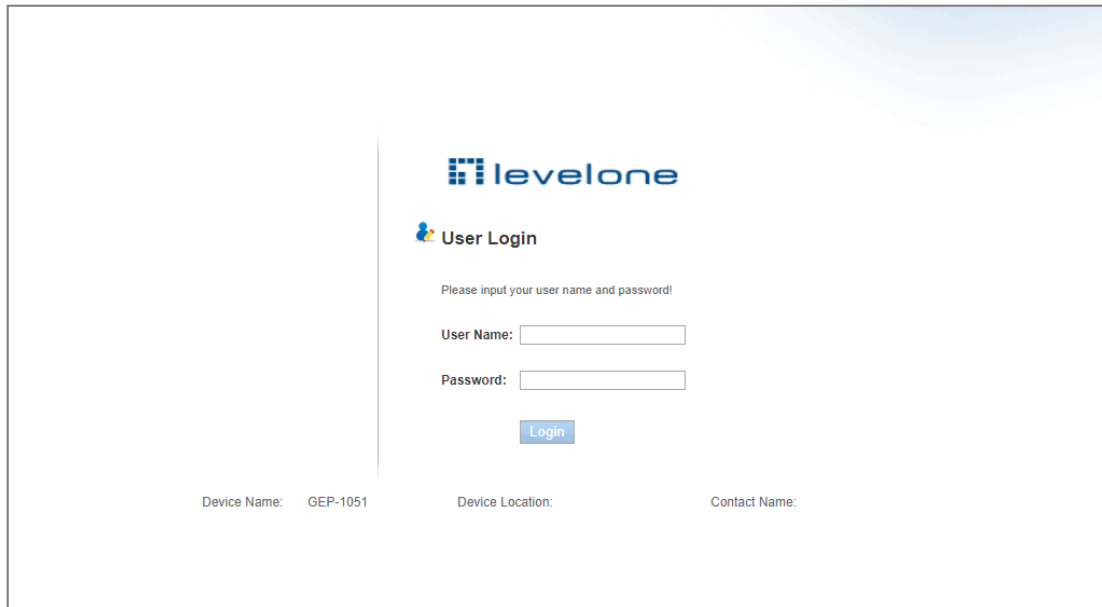 levelone
User Login
Please input your user name and password!
User Name:
Password:
Login
Device Name: GEP-1051 Device Location: Contact Name: